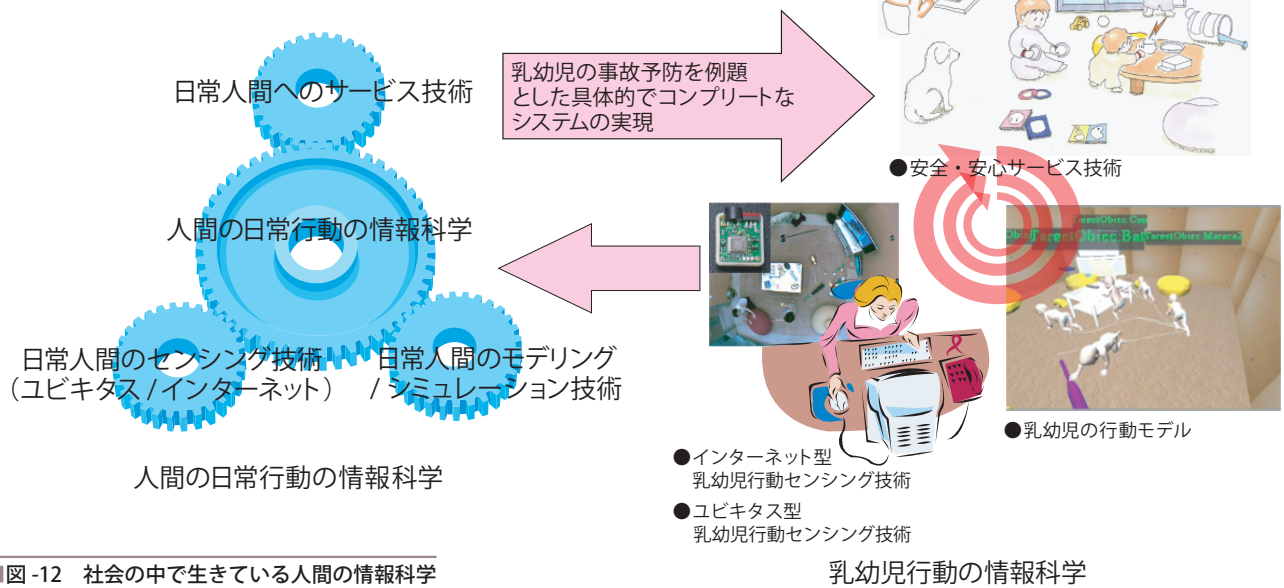 日常人間へのサービス技術
人間の日常行動の情報科学
日常人間のセンシング技術
(ユビキタス / インターネット)
日常人間のモデリング
/ シミュレーション技術
人間の日常行動の情報科学
乳幼児の事故予防を例題
とした具体的でコンプリートな
システムの実現
●安全・安心サービス技術
TargetObjec:Bal
TargetObjec:Maraca?
●乳幼児の行動モデル
●インターネット型
乳幼児行動センシング技術
●ユビキタス型
乳幼児行動センシング技術
乳幼児行動の情報科学
図 -12 社会の中で生きている人間の情報科学